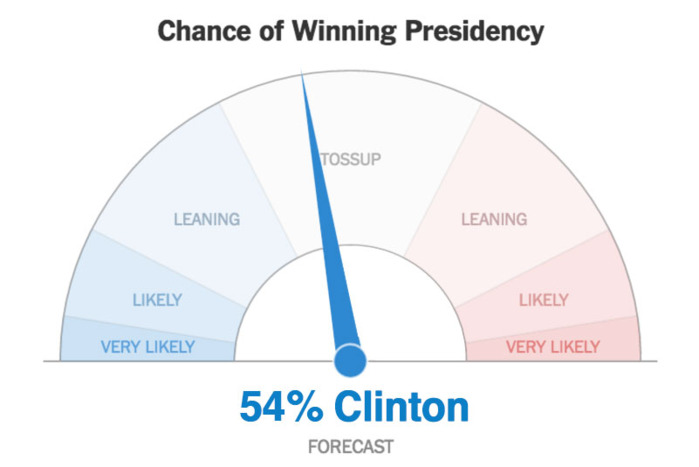 Chance of Winning Presidency
TOSSUP
LEANING
LEANING
LIKELY
LIKELY
VERY LIKELY
VERY LIKELY
54% Clinton
FORECAST